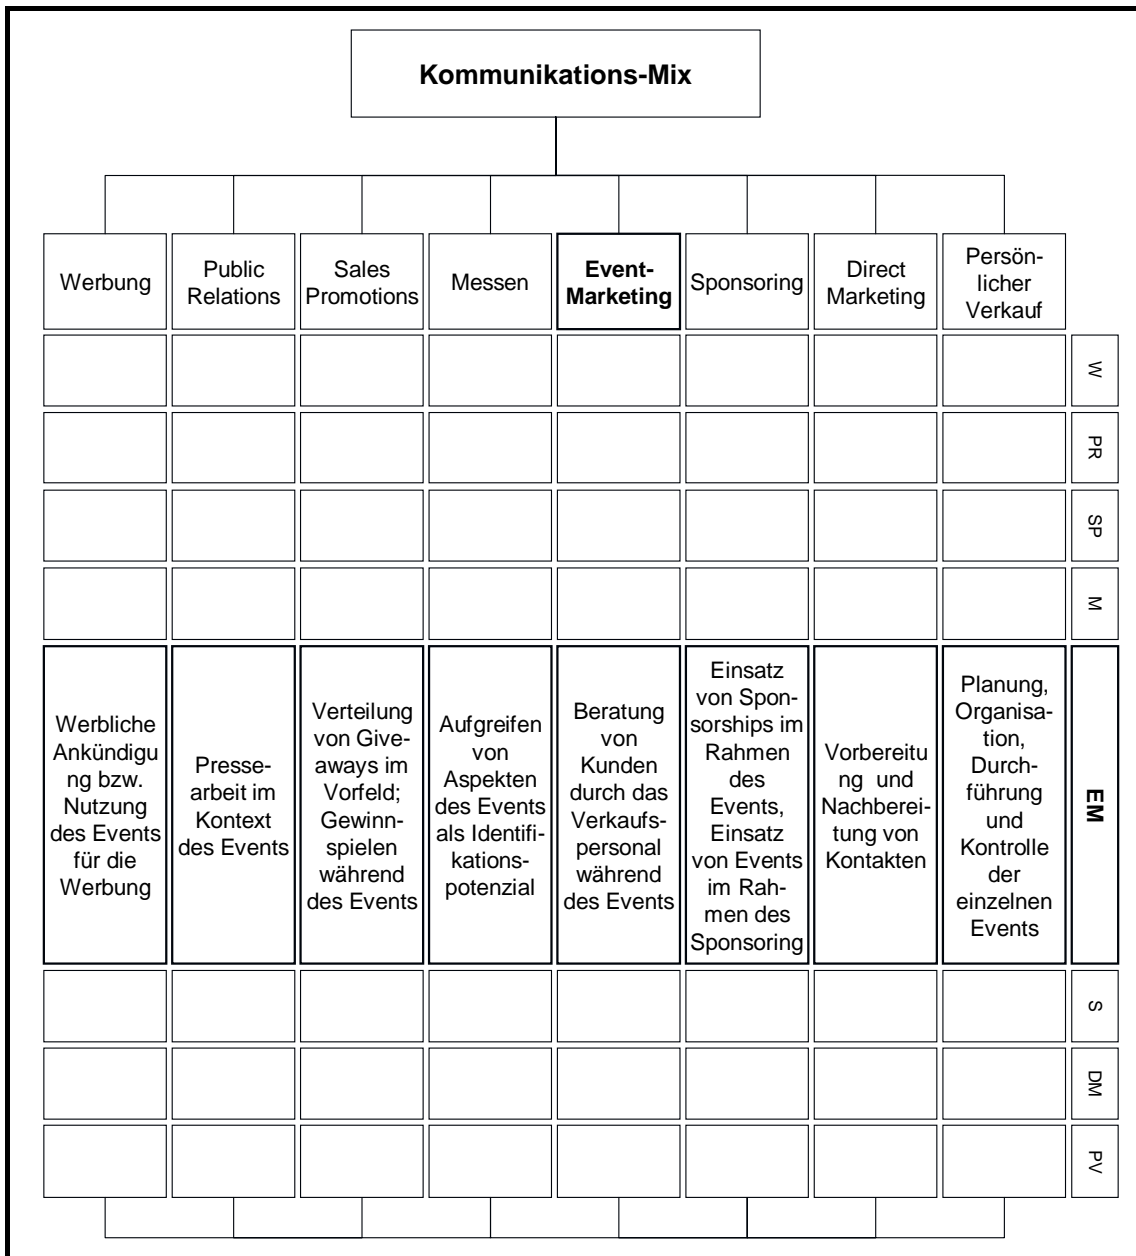 Kommunikations-Mix
Werbung
Public
Relations
Sales
Promotions
Messen
Event-
Marketing
Sponsoring
Direct
Marketing
Persön-
licher
Verkauf
W
PR
SP
M
Werbliche
Ankündigu
ng bzw.
Nutzung
des Events
für die
Werbung
Presse-
arbeit im
Kontext
des Events
Verteilung
von Give-
aways im
Vorfeld;
Gewinn-
spielen
während
des Events
Aufgreifen
von
Aspekten
des Events
als Identifi-
kations-
potenzial
Beratung
von
Kunden
durch das
Verkaufs-
personal
während
des Events
Einsatz
von Spon-
sorships im
Rahmen
des
Events,
Einsatz
von Events
im Rah-
men des
Sponsoring
Vorbereitu
ng und
Nachberei-
tung von
Kontakten
Planung,
Organisa-
tion,
Durch-
führung
und
Kontrolle
der
einzelnen
Events
EM
S
DM
PV